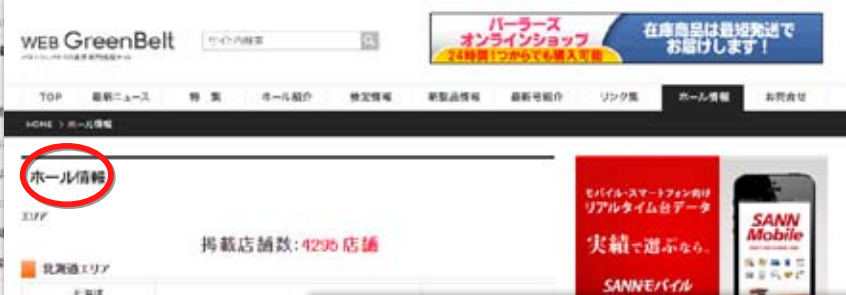 WEB GreenBelt
サイト内検索
パーラーズ
オンラインショップ
24時間1つからでも購入可能
在庫商品は最短発送で
お届けします！
TOP 最新ニュース 特 集 ホール紹介 検定情報 新製品情報 最新号紹介 リンク集 ホール情報 お問合せ
HOME > ホール情報
ホール情報
エリア
掲載店舗数:4295店舗
北海道エリア
北海道
モバイル・スマートフォン向け
リアルタイム台データ
実績で選ぶなら。
SANNモバイル
SANN
Mobile